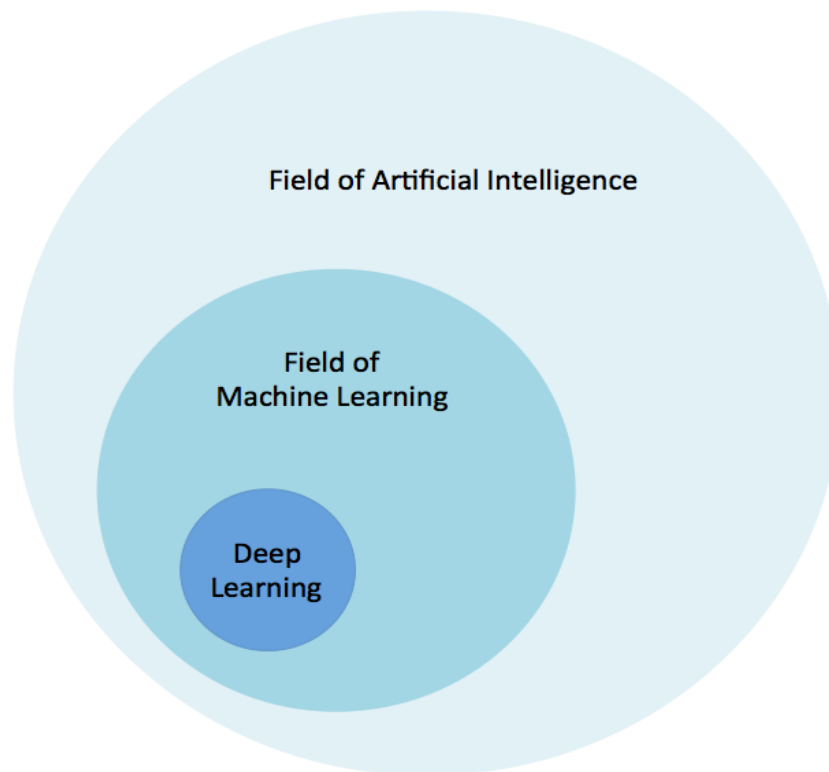 Field of Artificial Intelligence
Field of
Machine Learning
Deep
Learning